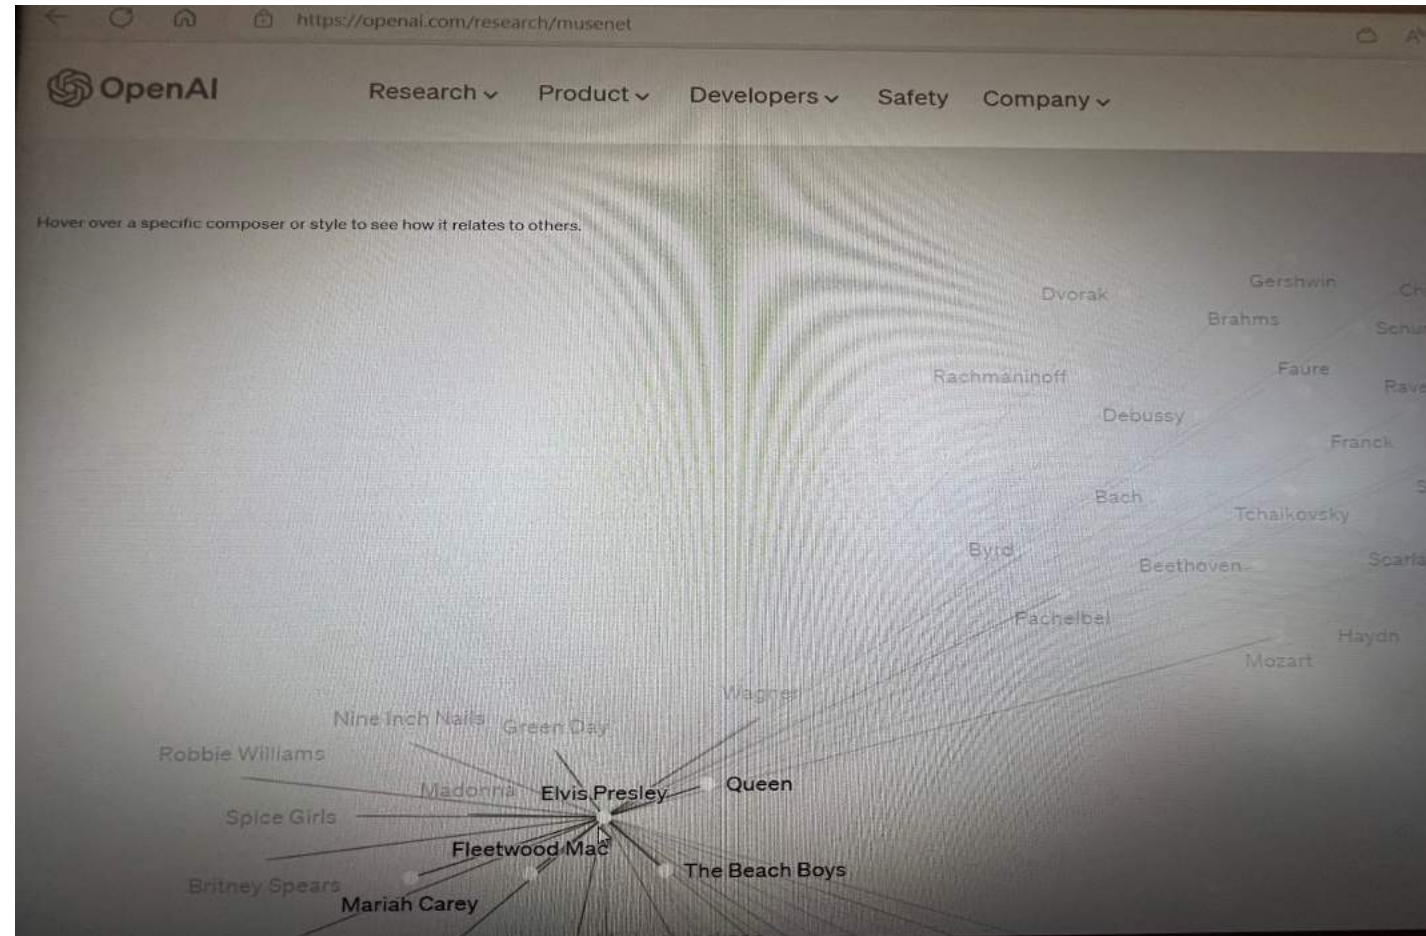 https://openai.com/research/musenet
OpenAI
Research Product Developers Safety Company
Hover over a specific composer or style to see how it relates to others.
Gershwin
Dvorak
Brahms
Faure
Rachmaninoff
Debussy
Franck
Bach
Tchaikovsky
Byrd
Beethoven
Pachelbel
Haydn
Mozart
Wagner
Nine Inch Nails
Green Day
Robbie Williams
Madonna
Elvis Presley
Queen
Spice Girls
Fleetwood Mac
The Beach Boys
Britney Spears
Mariah Carey